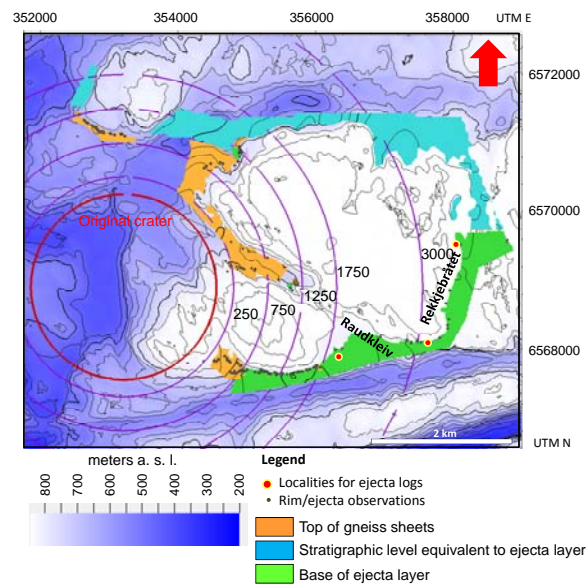 352000 354000 356000 358000 UTM E
6572000
6570000
6568000
UTM N
Original crater
250
750
1250
1750
3000
Raudkleiv
Rekkjebråtet
2 km
meters a. s. l.
800 700 600 500 400 300 200
Legend
Localities for ejecta logs
Rim/ejecta observations
Top of gneiss sheets
Stratigraphic level equivalent to ejecta layer
Base of ejecta layer